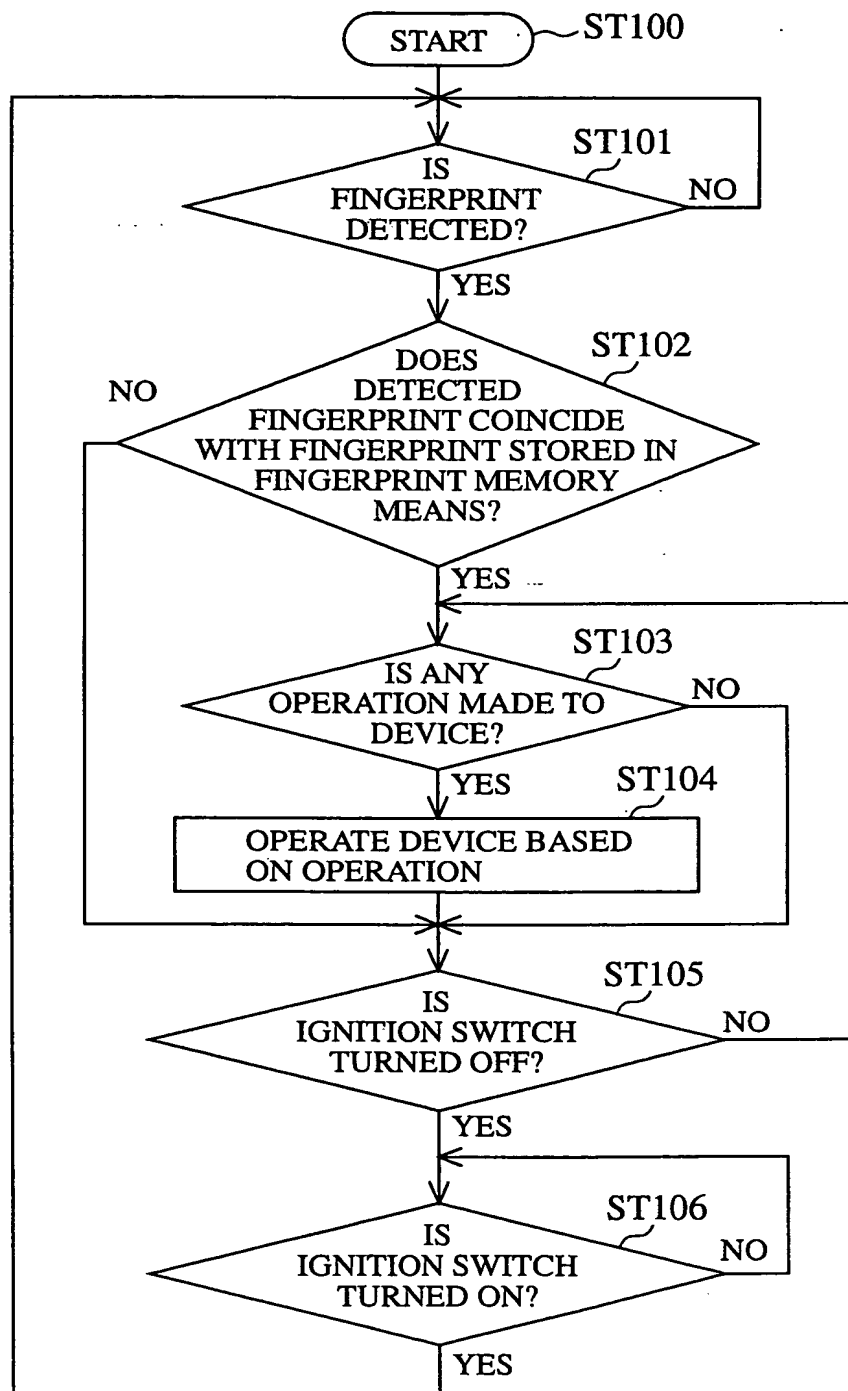 START
ST100
ST101
IS
FINGERPRINT
DETECTED?
NO
YES
ST102
DOES
DETECTED
FINGERPRINT COINCIDE
WITH FINGERPRINT STORED IN
FINGERPRINT MEMORY
MEANS?
NO
YES
ST103
IS ANY
OPERATION MADE TO
DEVICE?
NO
YES
ST104
OPERATE DEVICE BASED
ON OPERATION
ST105
IS
IGNITION SWITCH
TURNED OFF?
NO
YES
ST106
IS
IGNITION SWITCH
TURNED ON?
NO
YES